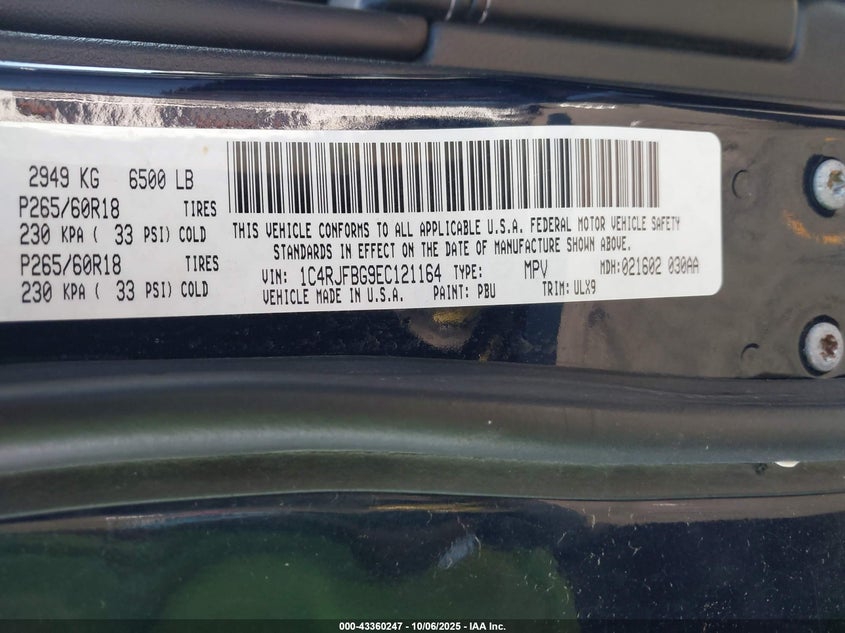 2949 KG 6500 LB
P265/60R18 TIRES
230 KPA ( 33 PSI) COLD
P265/60R18 TIRES
230 KPA ( 33 PSI) COLD
THIS VEHICLE CONFORMS TO ALL APPLICABLE U.S.A. FEDERAL MOTOR VEHICLE SAFETY
STANDARDS IN EFFECT ON THE DATE OF MANUFACTURE SHOWN ABOVE.
VIN: 1C4RJFBG9EC121164 TYPE: MPV MDH:021602 030AA
VEHICLE MADE IN U.S.A. PAINT: PBU TRIM: ULX9
000-43360247 - 10/06/2025 - IAA Inc.